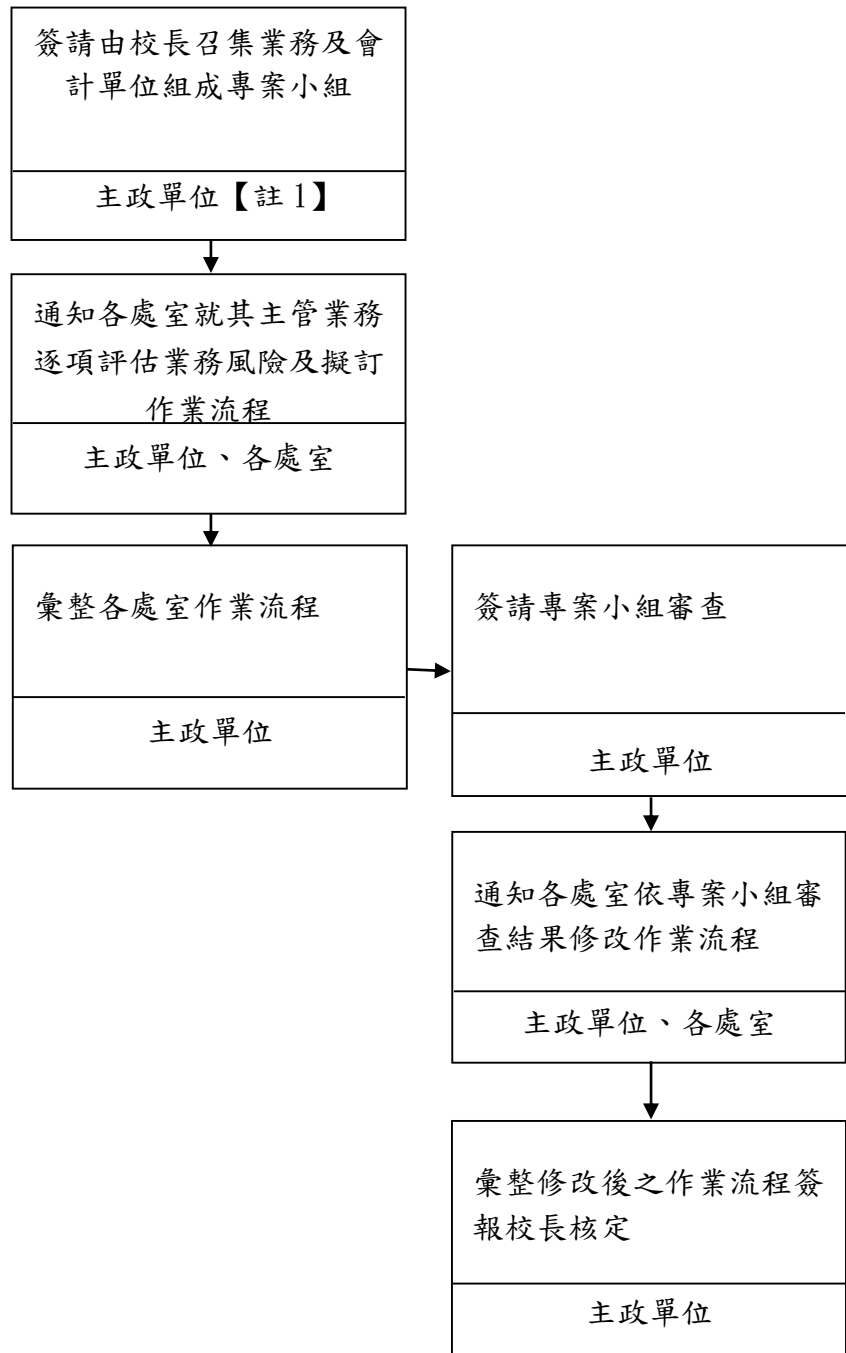 簽請由校長召集業務及會
計單位組成專案小組
主政單位【註1】
通知各處室就其主管業務
逐項評估業務風險及擬訂
作業流程
主政單位、各處室
彙整各處室作業流程
主政單位
簽請專案小組審查
主政單位
通知各處室依專案小組審
查結果修改作業流程
主政單位、各處室
彙整修改後之作業流程簽
報校長核定
主政單位